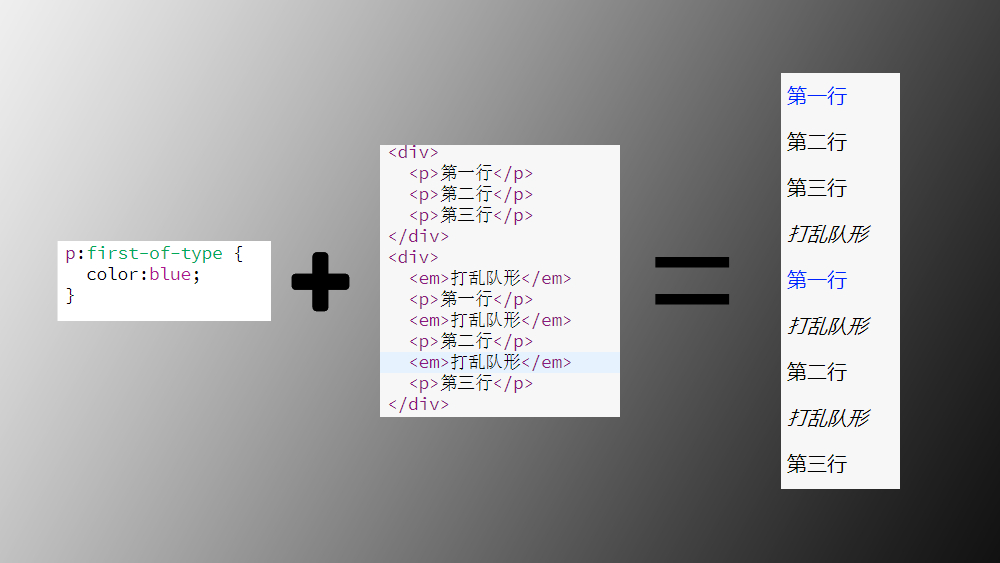 p:first-of-type {
  color:blue;
}
<div>
  <p>第一行</p>
  <p>第二行</p>
  <p>第三行</p>
</div>
<div>
  <em>打乱队形</em>
  <p>第一行</p>
  <em>打乱队形</em>
  <p>第二行</p>
  <em>打乱队形</em>
  <p>第三行</p>
</div>
第一行
第二行
第三行
打乱队形
第一行
打乱队形
第二行
打乱队形
第三行